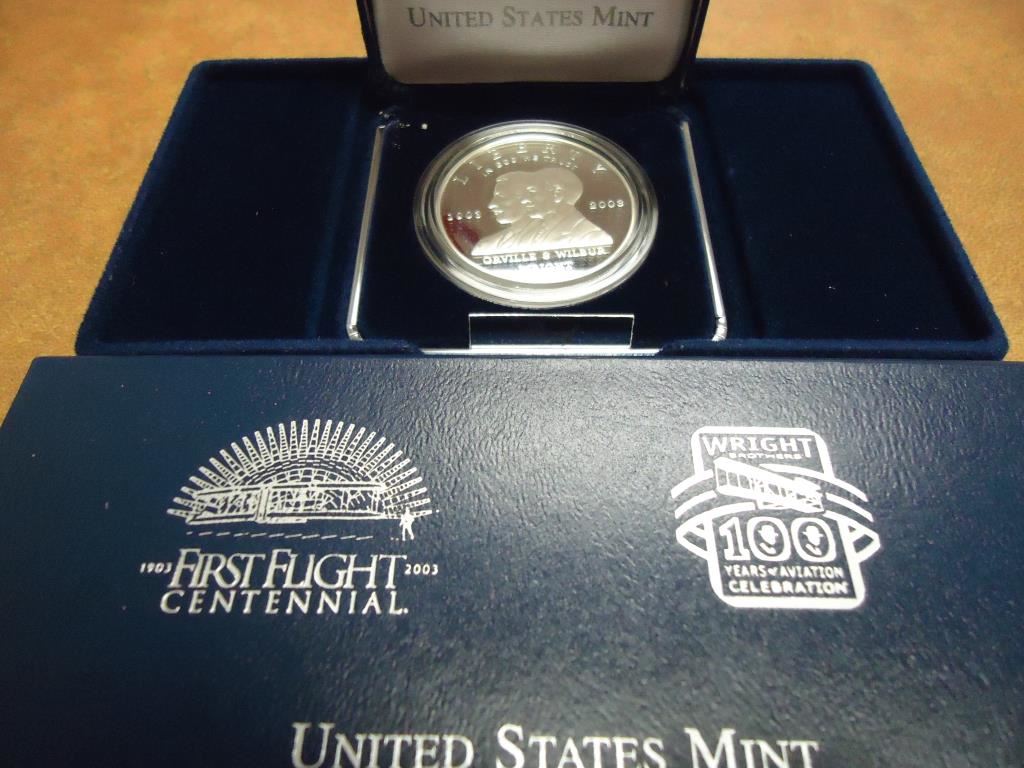 UNITED STATES MINT
LIBERTY
IN GOD WE TRUST
1903 2003
ORVILLE & WILBUR
WRIGHT
WRIGHT
BROTHERS
100
YEARS of AVIATION
CELEBRATION
1903 FIRST FLIGHT 2003
CENTENNIAL.
UNITED STATES MINT